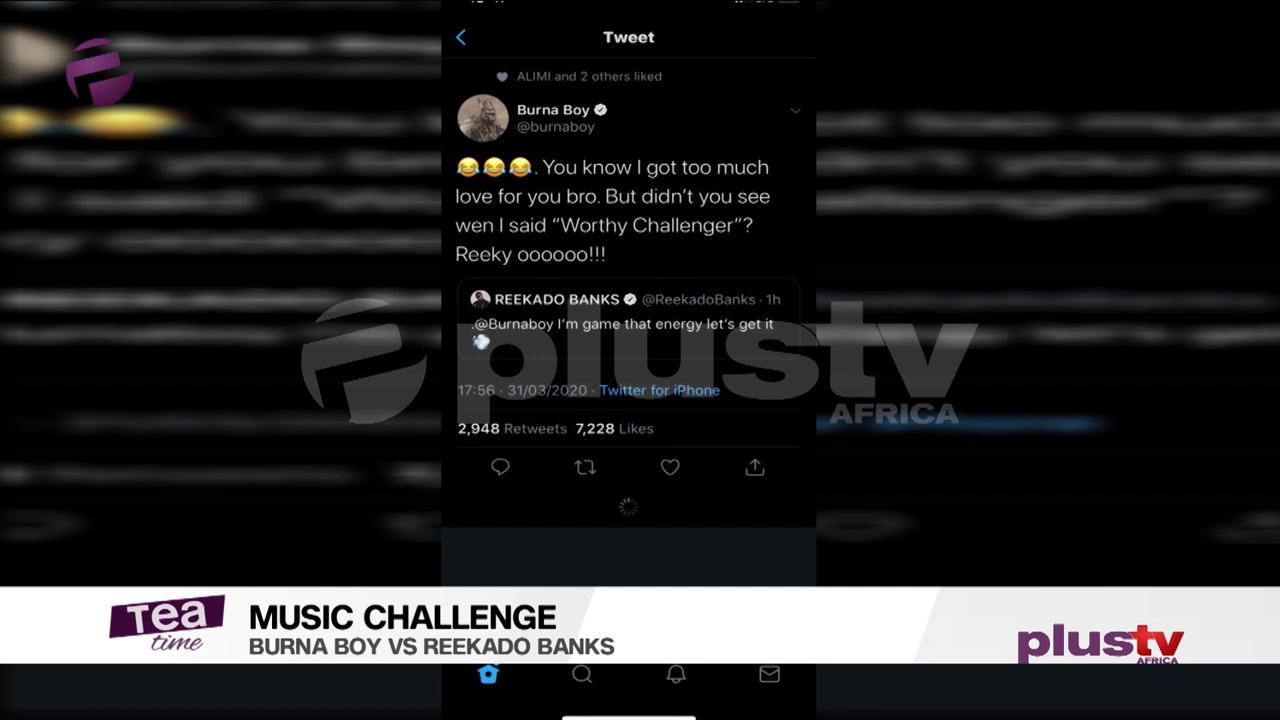 Tweet
ALIMI and 2 others liked
Burna Boy
@burnaboy
😂😂😂. You know I got too much
love for you bro. But didn't you see
wen I said "Worthy Challenger"?
Reeky oooooo!!!
REEKADO BANKS @ReekadoBanks · 1h
.@Burnaboy I'm game that energy let's get it
💨
17:56 · 31/03/2020 · Twitter for iPhone
2,948 Retweets 7,228 Likes
plustv
AFRICA
Tea
time
MUSIC CHALLENGE
BURNA BOY VS REEKADO BANKS
plustv
AFRICA